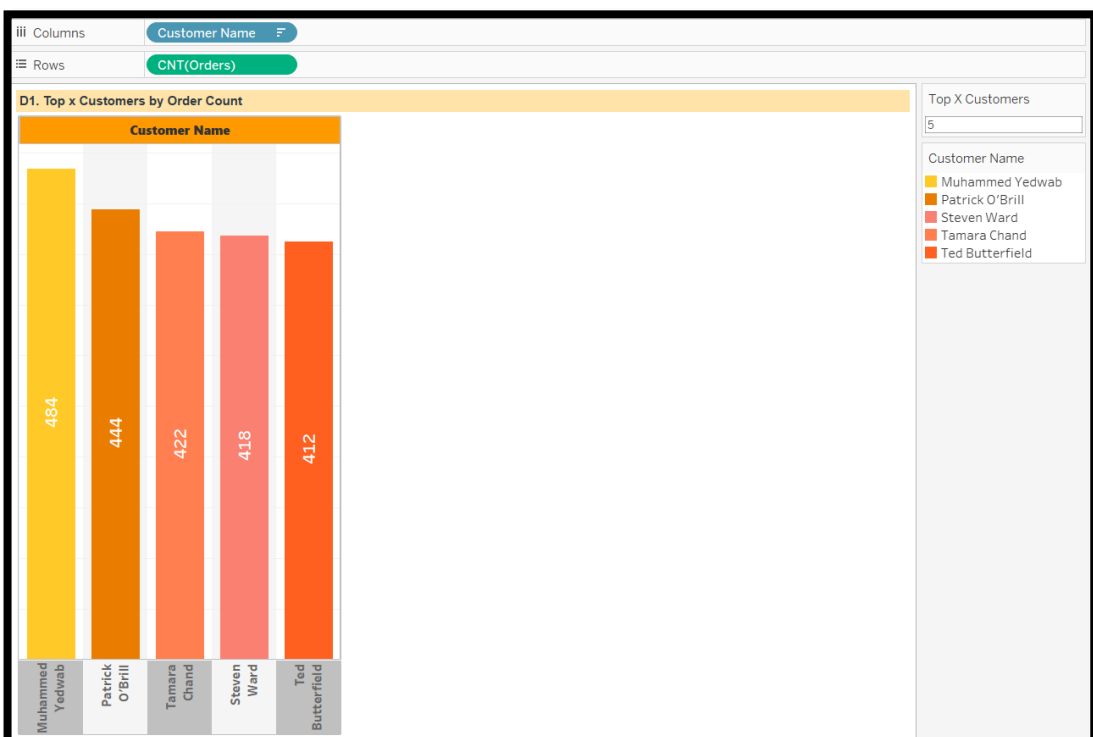 Columns
Customer Name
Rows
CNT(Orders)
D1. Top x Customers by Order Count
Customer Name
484
444
422
418
412
Muhammed
Yedwab
Patrick
O'Brill
Tamara
Chand
Steven
Ward
Ted
Butterfield
Top X Customers
5
Customer Name
Muhammed Yedwab
Patrick O'Brill
Steven Ward
Tamara Chand
Ted Butterfield